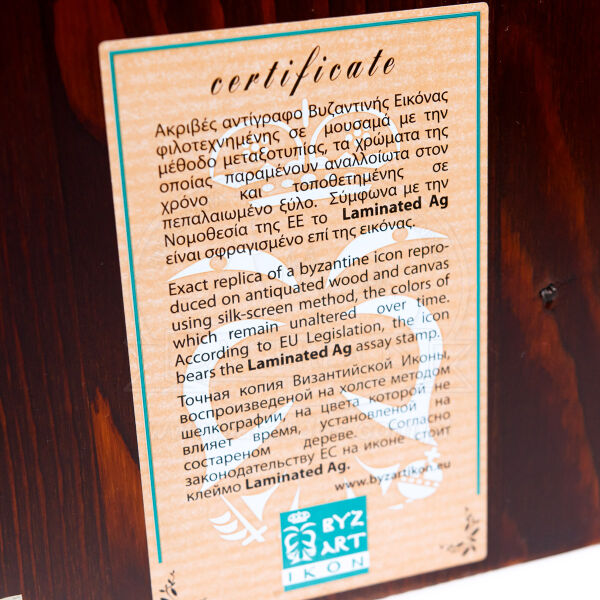 certificate
Ακριβές αντίγραφο Βυζαντινής Εικόνας
φιλοτεχνημένης σε μουσαμά με την
μέθοδο μεταξοτυπίας, τα χρώματα της
οποίας παραμένουν αναλλοίωτα στον
χρόνο και τοποθετημένης σε
πεπαλαιωμένο ξύλο. Σύμφωνα με την
Νομοθεσία της ΕΕ το Laminated Ag
είναι σφραγισμένο επί της εικόνας.
Exact replica of a byzantine icon repro-
duced on antiquated wood and canvas
using silk-screen method, the colors of
which remain unaltered over time.
According to EU Legislation, the icon
bears the Laminated Ag assay stamp.
Точная копия Византийской Иконы,
воспроизведеной на холсте методом
шелкографии, на цвета которой не
влияет время, установленой на
состареном дереве. Согласно
законодательству ЕС на иконе стоит
клеймо Laminated Ag.
www.byzartikon.eu
BYZ
ART
IKON